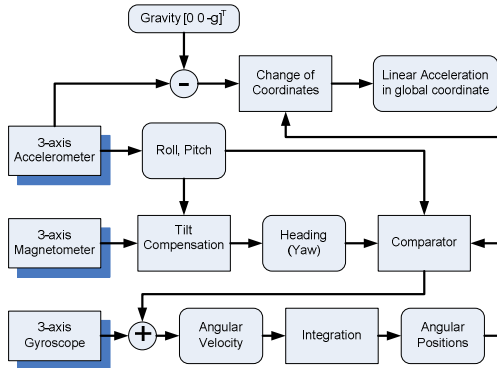 Gravity [0 0 -g]ᵀ
-
Change of
Coordinates
Linear Acceleration
in global coordinate
3-axis
Accelerometer
Roll, Pitch
3-axis
Magnetometer
Tilt
Compensation
Heading
(Yaw)
Comparator
3-axis
Gyroscope
+
Angular
Velocity
Integration
Angular
Positions